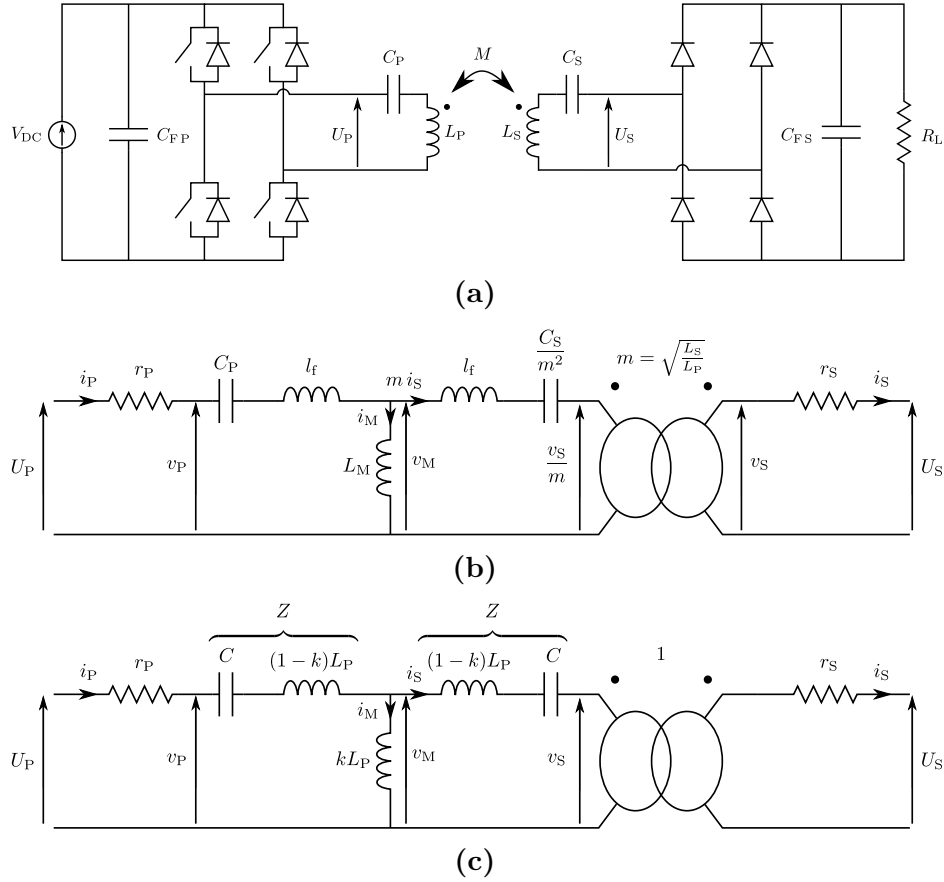 C_P M C_S
V_DC C_FP U_P L_P L_S U_S C_FS R_L
(a)
i_P r_P C_P l_f m i_S l_f C_S/m² m = √(L_S/L_P) r_S i_S
i_M
U_P v_P L_M v_M v_S/m v_S U_S
(b)
Z Z
i_P r_P C (1 − k)L_P i_S (1 − k)L_P C 1 r_S i_S
i_M
U_P v_P kL_P v_M v_S U_S
(c)